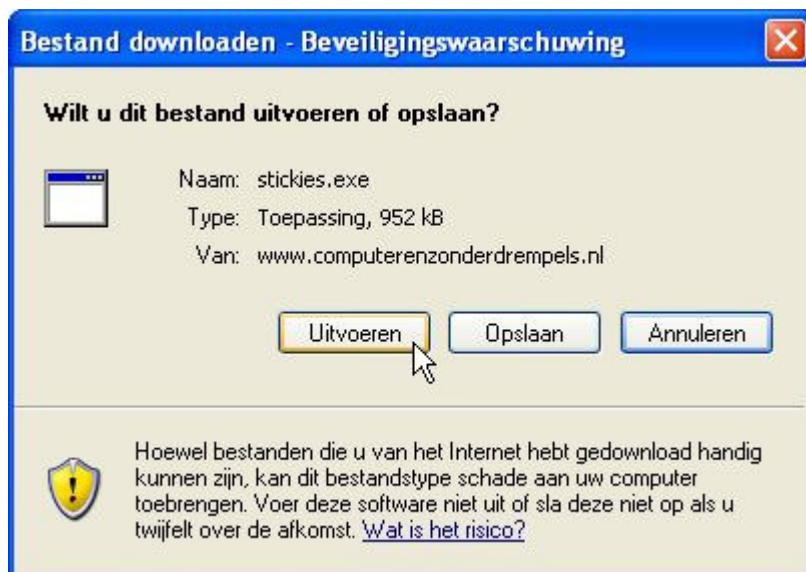 Bestand downloaden - Beveiligingswaarschuwing
Wilt u dit bestand uitvoeren of opslaan?
Naam: stickies.exe
Type: Toepassing, 952 kB
Van: www.computerenzonderdrempels.nl
Uitvoeren Opslaan Annuleren
Hoewel bestanden die u van het Internet hebt gedownload handig
kunnen zijn, kan dit bestandstype schade aan uw computer
toebrengen. Voer deze software niet uit of sla deze niet op als u
twijfelt over de afkomst. Wat is het risico?